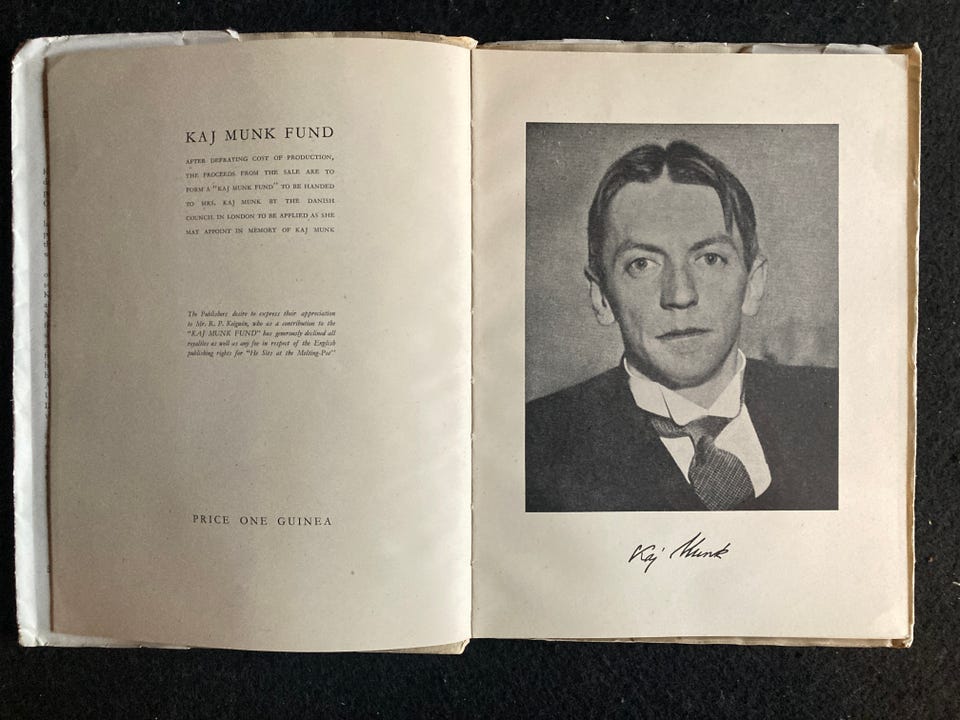 KAJ MUNK FUND
AFTER DEFRAYING COST OF PRODUCTION,
THE PROCEEDS FROM THE SALE ARE TO
FORM A "KAJ MUNK FUND" TO BE HANDED
TO MRS. KAJ MUNK BY THE DANISH
COUNCIL IN LONDON TO BE APPLIED AS SHE
MAY APPOINT IN MEMORY OF KAJ MUNK
The Publishers desire to express their appreciation
to Mr. R. P. Keigwin, who as a contribution to the
"KAJ MUNK FUND" has generously declined all
royalties as well as any fee in respect of the English
publishing rights for "He Sits at the Melting-Pot"
PRICE ONE GUINEA
Kaj Munk